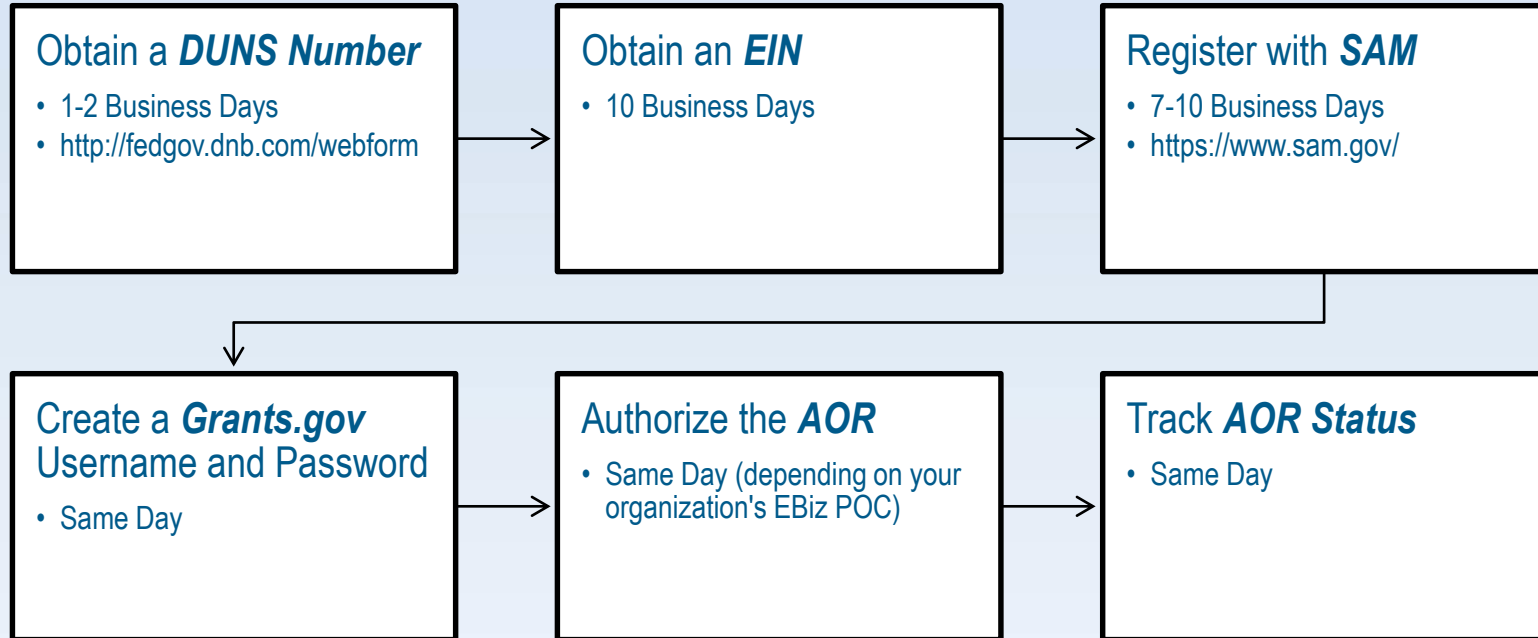 Obtain a DUNS Number
• 1-2 Business Days
• http://fedgov.dnb.com/webform
Obtain an EIN
• 10 Business Days
Register with SAM
• 7-10 Business Days
• https://www.sam.gov/
Create a Grants.gov
Username and Password
• Same Day
Authorize the AOR
• Same Day (depending on your
organization's EBiz POC)
Track AOR Status
• Same Day